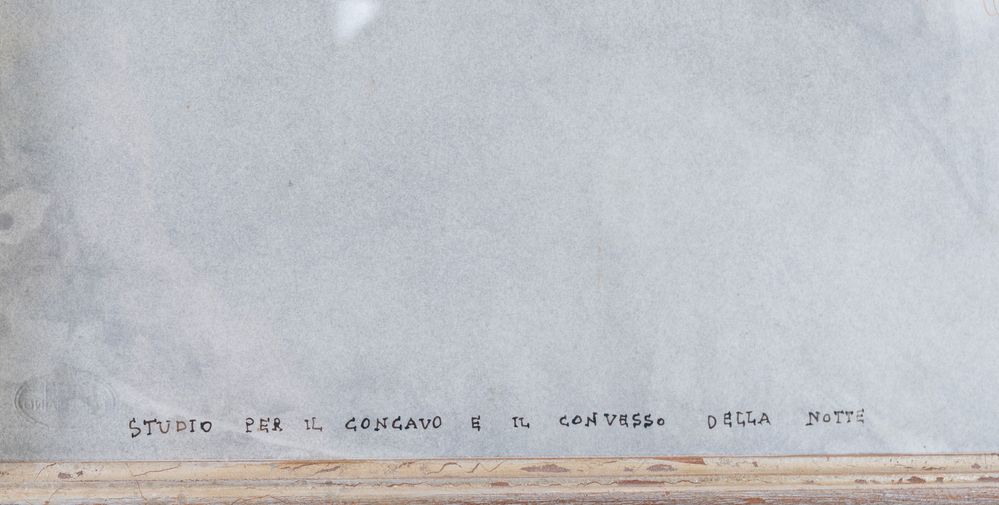 STUDIO PER IL CONCAVO E IL CONVESSO DELLA NOTTE